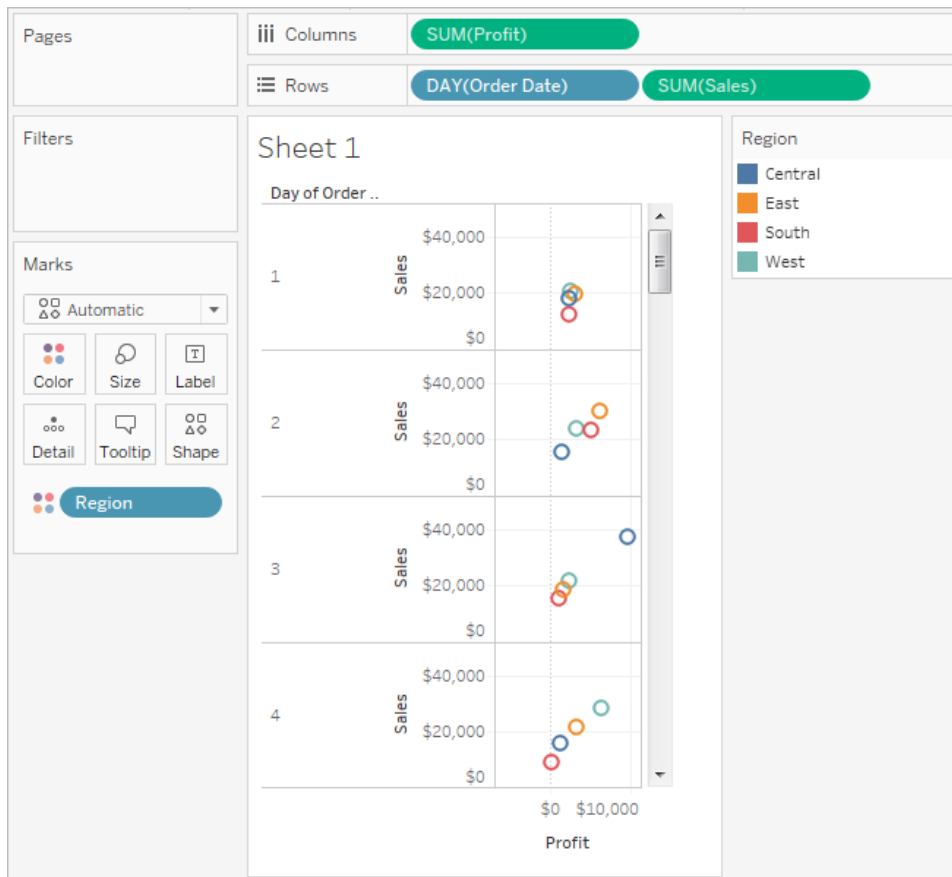 Pages
Columns
SUM(Profit)
Rows
DAY(Order Date)
SUM(Sales)
Filters
Marks
Automatic
Color
Size
Label
Detail
Tooltip
Shape
Region
Sheet 1
Day of Order ..
1
Sales
$40,000
$20,000
$0
2
Sales
$40,000
$20,000
$0
3
Sales
$40,000
$20,000
$0
4
Sales
$40,000
$20,000
$0
$0 $10,000
Profit
Region
Central
East
South
West